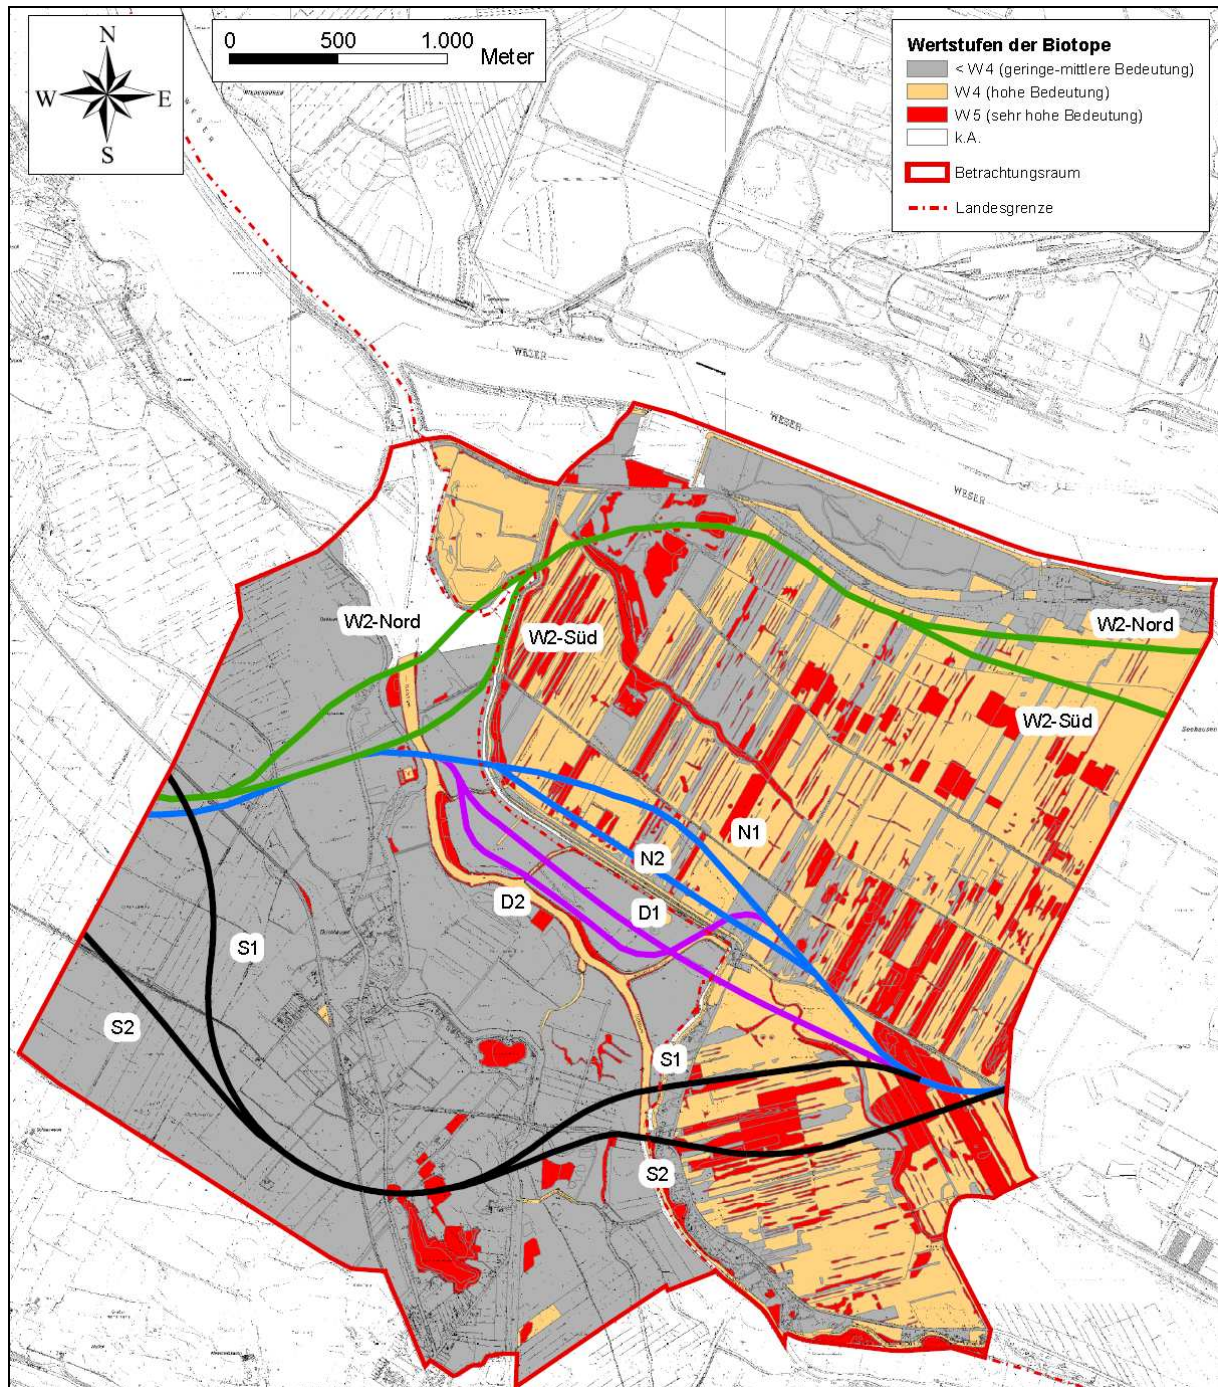 N
W E
S
0 500 1.000
Meter
Wertstufen der Biotope
< W4 (geringe-mittlere Bedeutung)
W4 (hohe Bedeutung)
W5 (sehr hohe Bedeutung)
k.A.
Betrachtungsraum
Landesgrenze
WESER
WESER
WESER
WESER
W2-Nord
W2-Süd
W2-Nord
W2-Süd
Seehausen
N1
N2
D1
D2
S1
S2
S1
S2